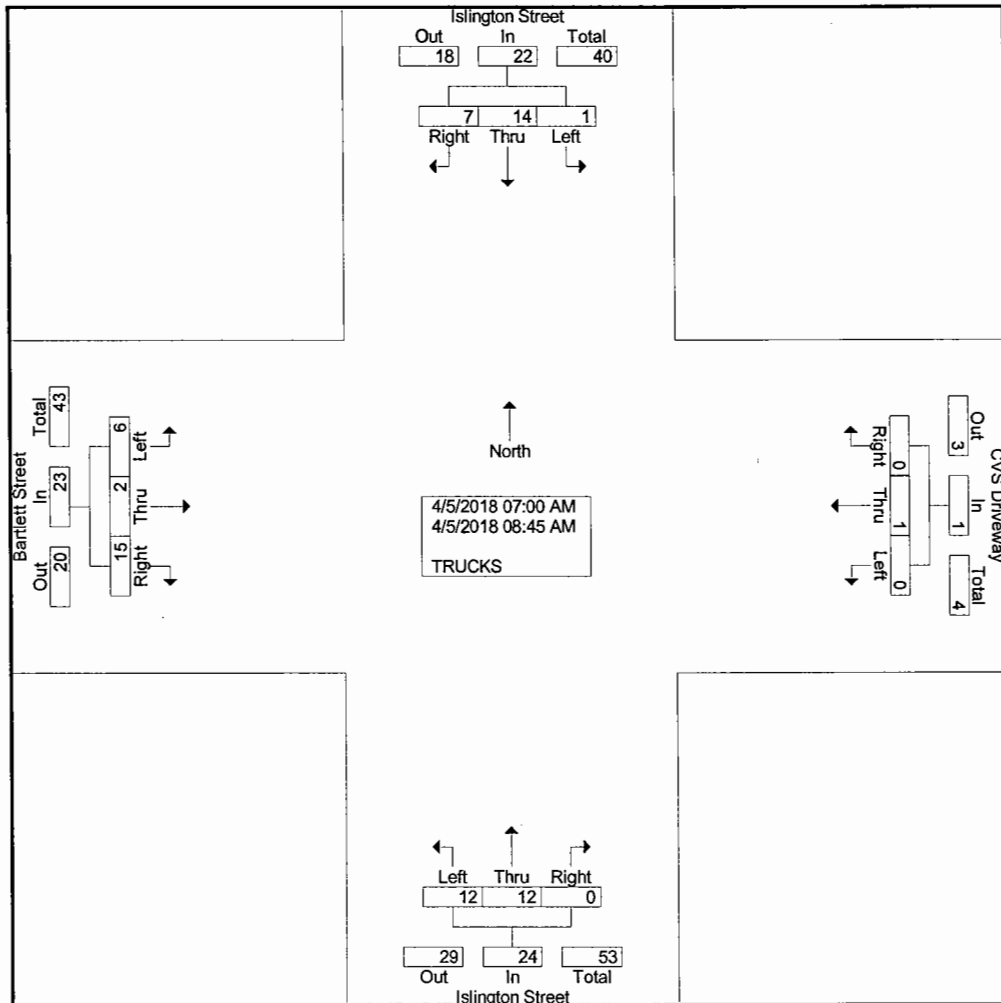 Islington Street
Out In Total
18 22 40
7 14 1
Right Thru Left
Bartlett Street
Total In Out
43 23 20
6 2 15
Left Thru Right
North
4/5/2018 07:00 AM
4/5/2018 08:45 AM
TRUCKS
Right Thru Left
0 1 0
Out In Total
3 1 4
CVS Driveway
Left Thru Right
12 12 0
29 24 53
Out In Total
Islington Street